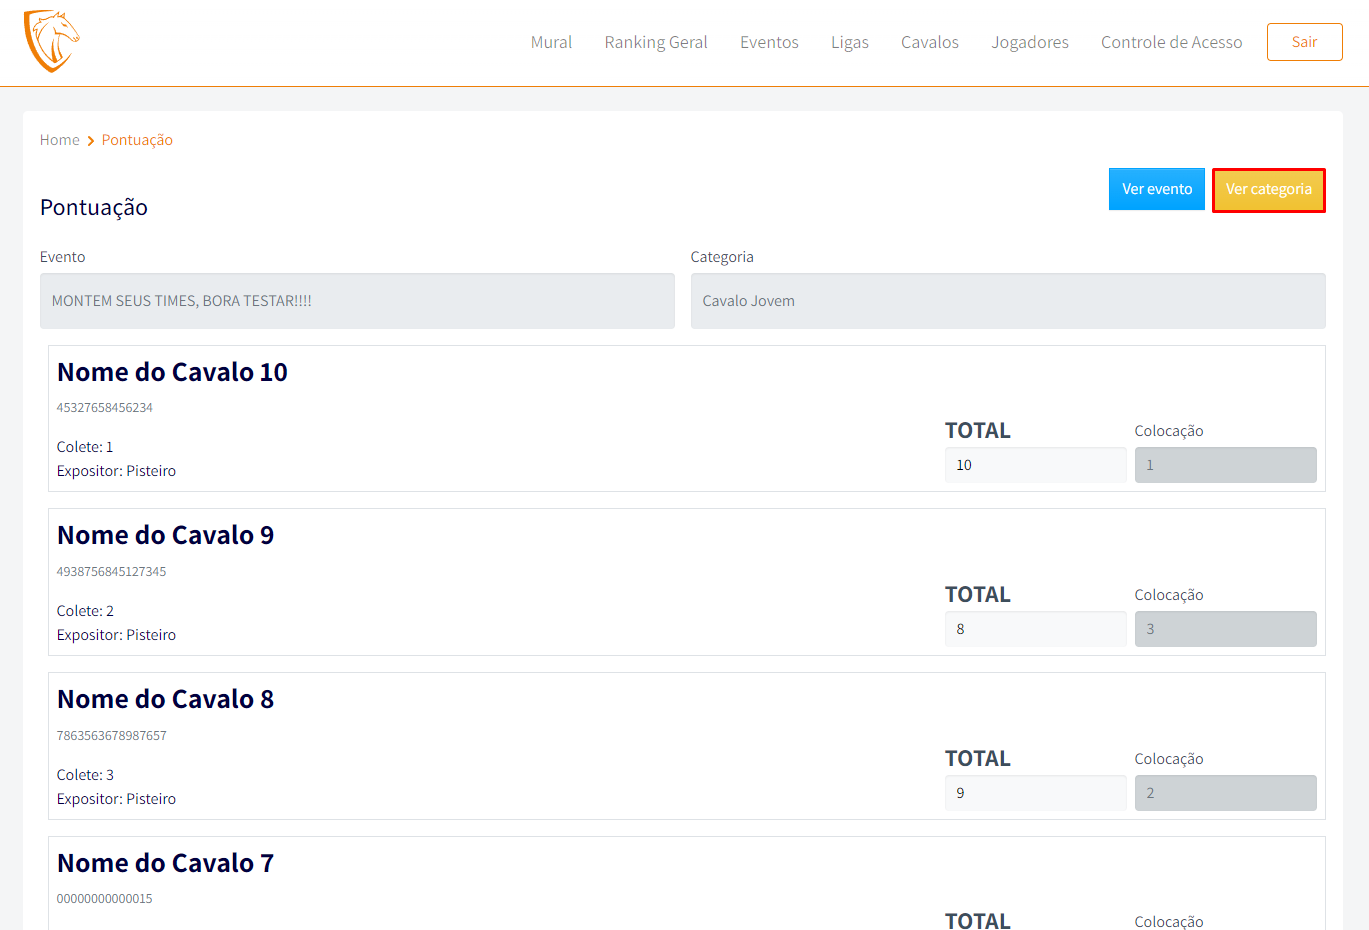 Mural Ranking Geral Eventos Ligas Cavalos Jogadores Controle de Acesso Sair
Home Pontuação
Ver evento Ver categoria
Pontuação
Evento Categoria
MONTEM SEUS TIMES, BORA TESTAR!!!! Cavalo Jovem
Nome do Cavalo 10
45327658456234
TOTAL Colocação
Colete: 1
10 1
Expositor: Pisteiro
Nome do Cavalo 9
4938756845127345
TOTAL Colocação
Colete: 2
8 3
Expositor: Pisteiro
Nome do Cavalo 8
7863563678987657
TOTAL Colocação
Colete: 3
9 2
Expositor: Pisteiro
Nome do Cavalo 7
00000000000015
TOTAL Colocação